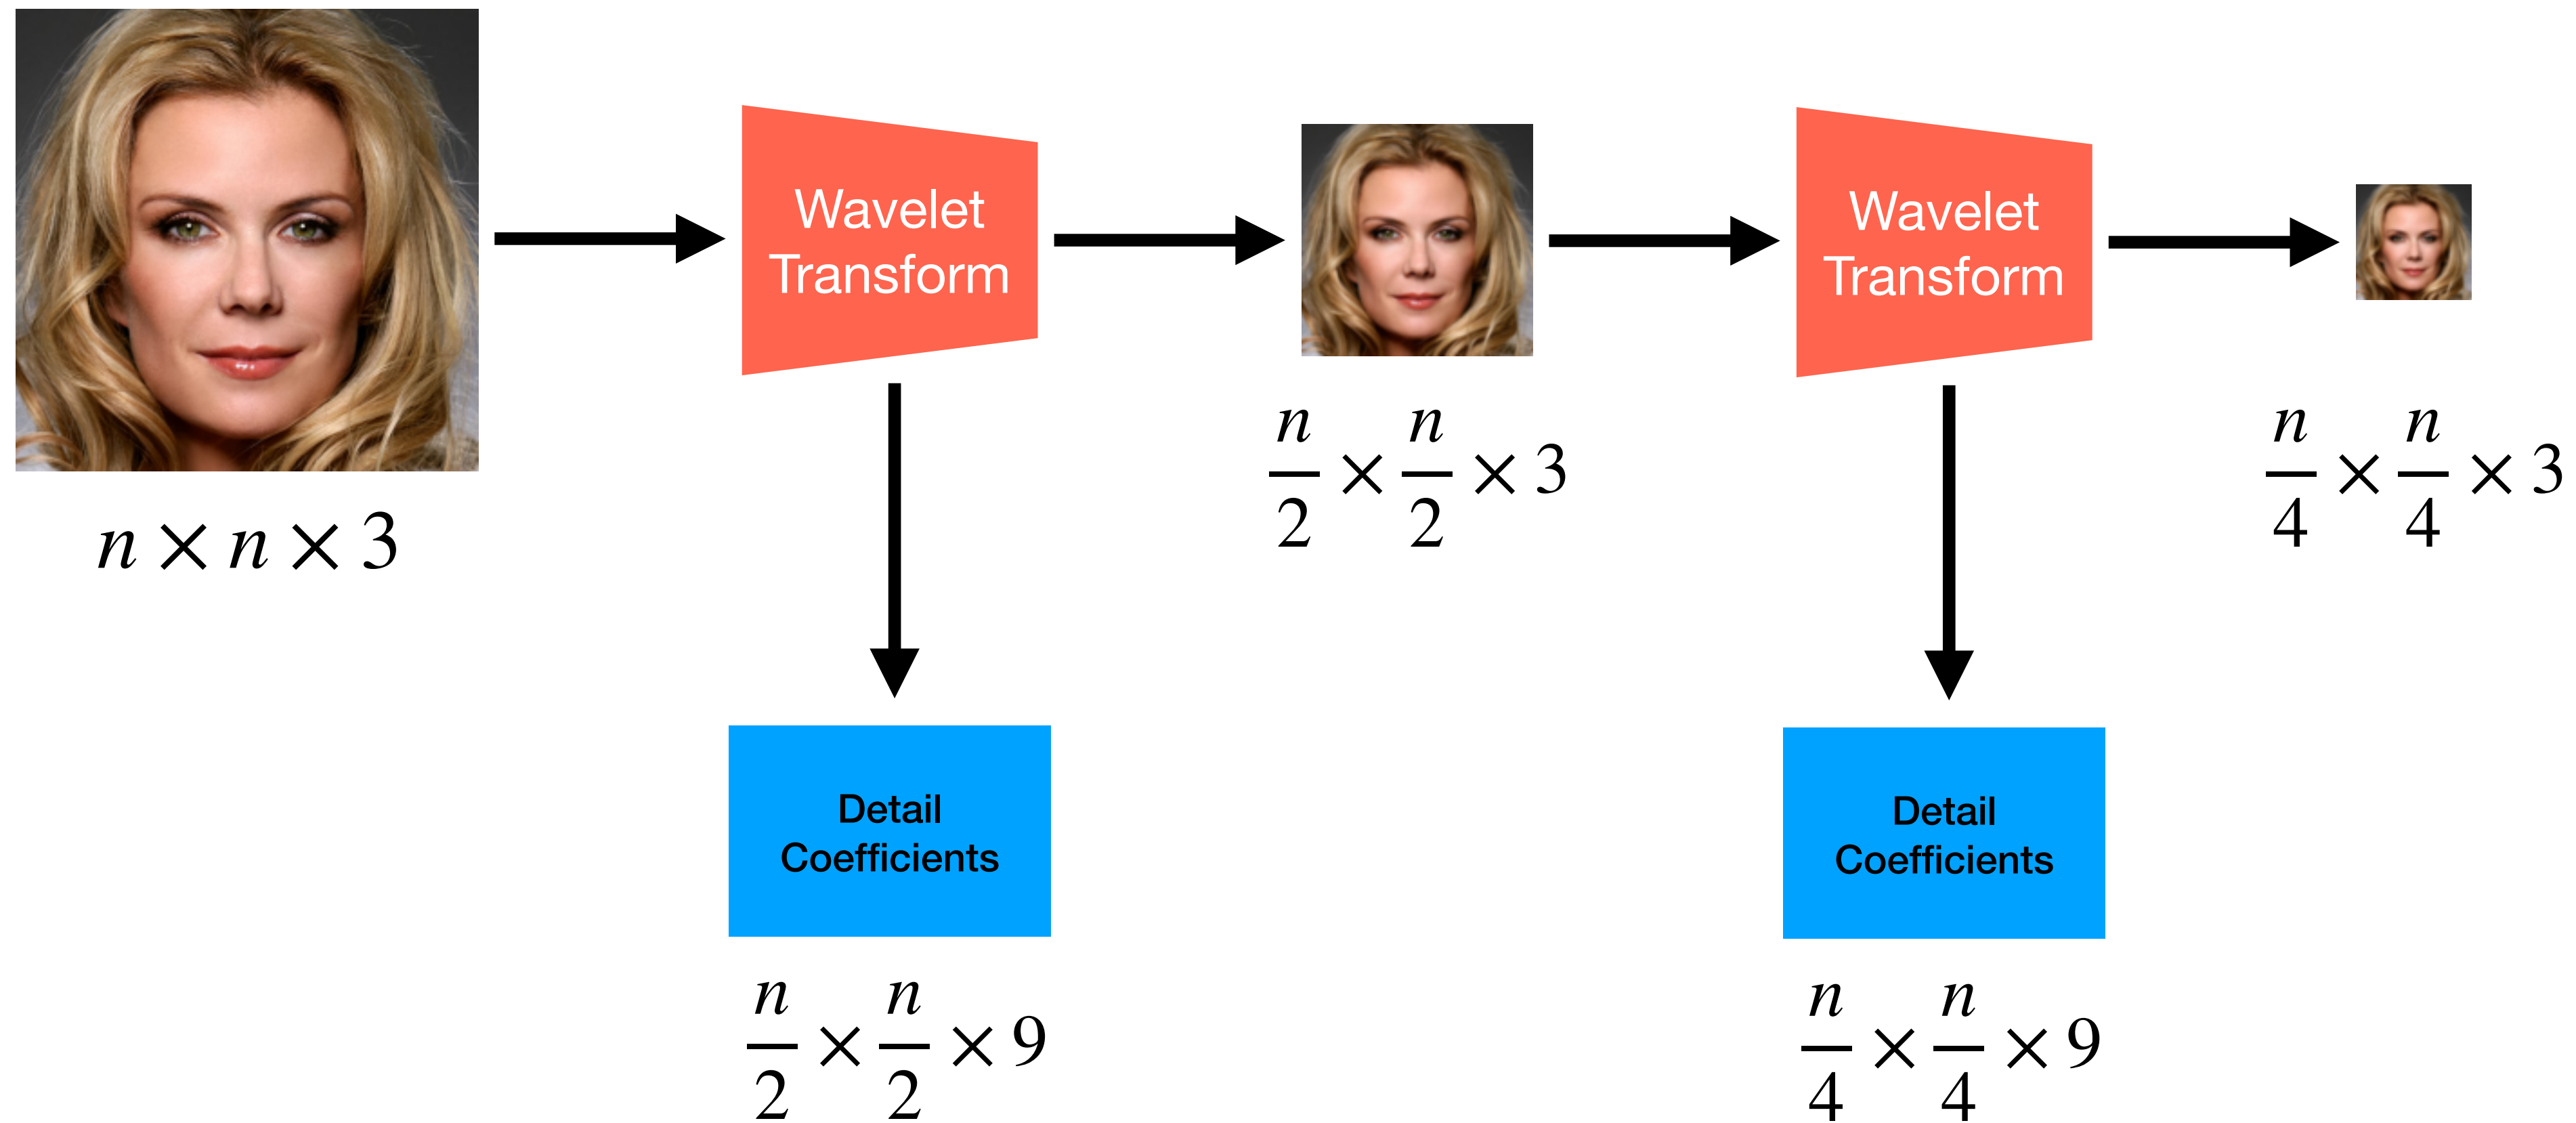 Wavelet
Transform
Wavelet
Transform
n × n × 3
n/2 × n/2 × 3
n/4 × n/4 × 3
Detail
Coefficients
Detail
Coefficients
n/2 × n/2 × 9
n/4 × n/4 × 9